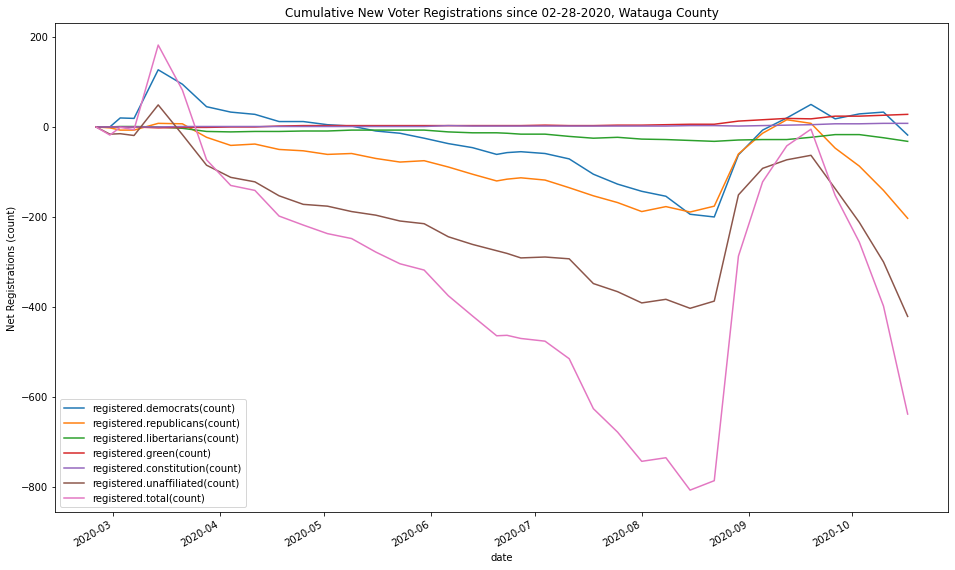 Cumulative New Voter Registrations since 02-28-2020, Watauga County
200
0
−200
−400
−600
−800
Net Registrations (count)
registered.democrats(count)
registered.republicans(count)
registered.libertarians(count)
registered.green(count)
registered.constitution(count)
registered.unaffiliated(count)
registered.total(count)
2020-03
2020-04
2020-05
2020-06
2020-07
2020-08
2020-09
2020-10
date